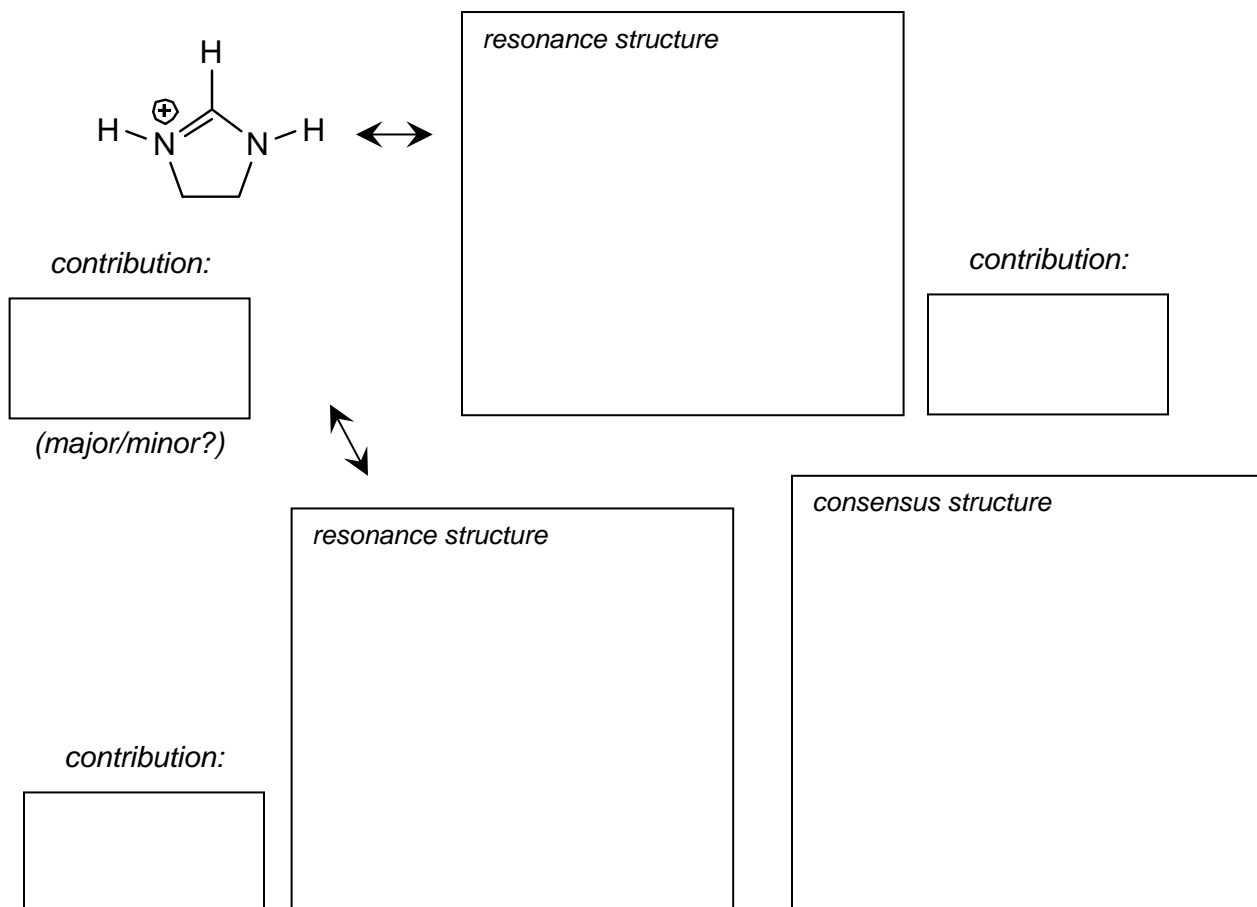 resonance structure
H
⊕
H N N H
contribution:
contribution:
(major/minor?)
consensus structure
resonance structure
contribution: